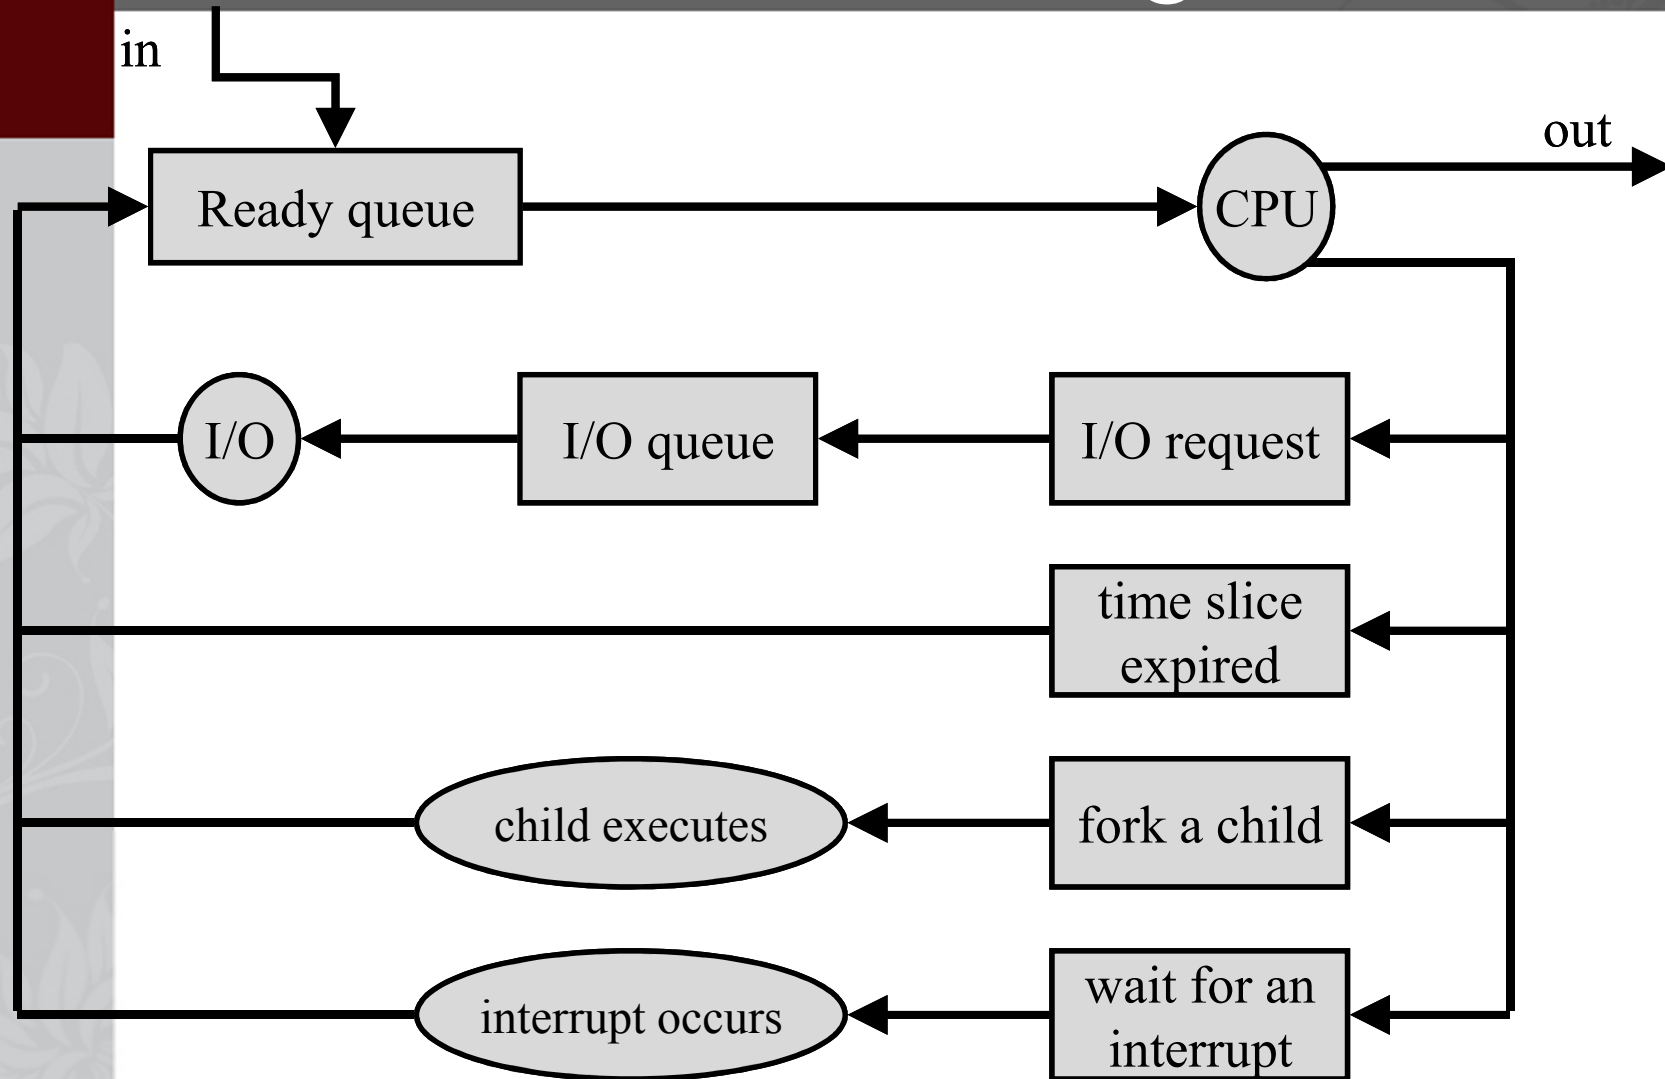 in
out
Ready queue
CPU
I/O
I/O queue
I/O request
time slice
expired
child executes
fork a child
interrupt occurs
wait for an
interrupt